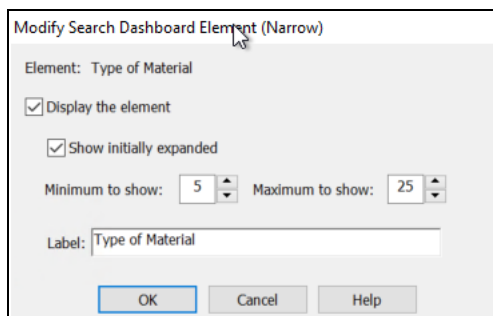 Modify Search Dashboard Element (Narrow)
Element: Type of Material
Display the element
Show initially expanded
Minimum to show: 5 Maximum to show: 25
Label: Type of Material
OK Cancel Help